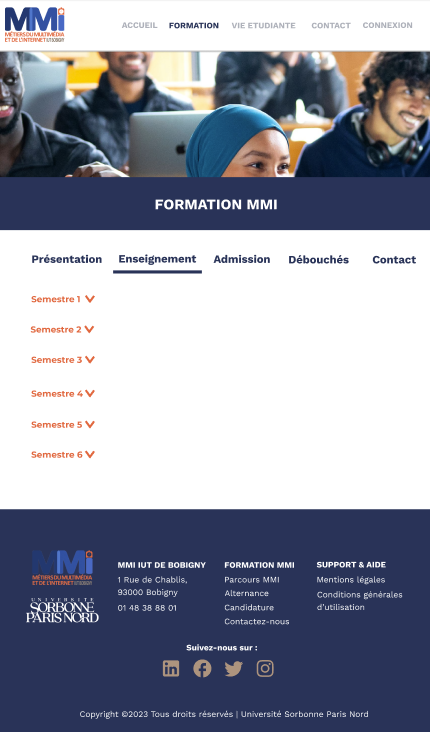 MMi
MÉTIERS DU MULTIMÉDIA
ET DE L'INTERNET IUT BOBIGNY
ACCUEIL FORMATION VIE ETUDIANTE CONTACT CONNEXION
FORMATION MMI
Présentation Enseignement Admission Débouchés Contact
Semestre 1
Semestre 2
Semestre 3
Semestre 4
Semestre 5
Semestre 6
MMi
MÉTIERS DU MULTIMÉDIA
ET DE L'INTERNET IUT BOBIGNY
UNIVERSITÉ
SORBONNE
PARIS NORD
MMI IUT DE BOBIGNY
1 Rue de Chablis,
93000 Bobigny
01 48 38 88 01
FORMATION MMI
Parcours MMI
Alternance
Candidature
Contactez-nous
SUPPORT & AIDE
Mentions légales
Conditions générales
d'utilisation
Suivez-nous sur :
Copyright ©2023 Tous droits réservés | Université Sorbonne Paris Nord